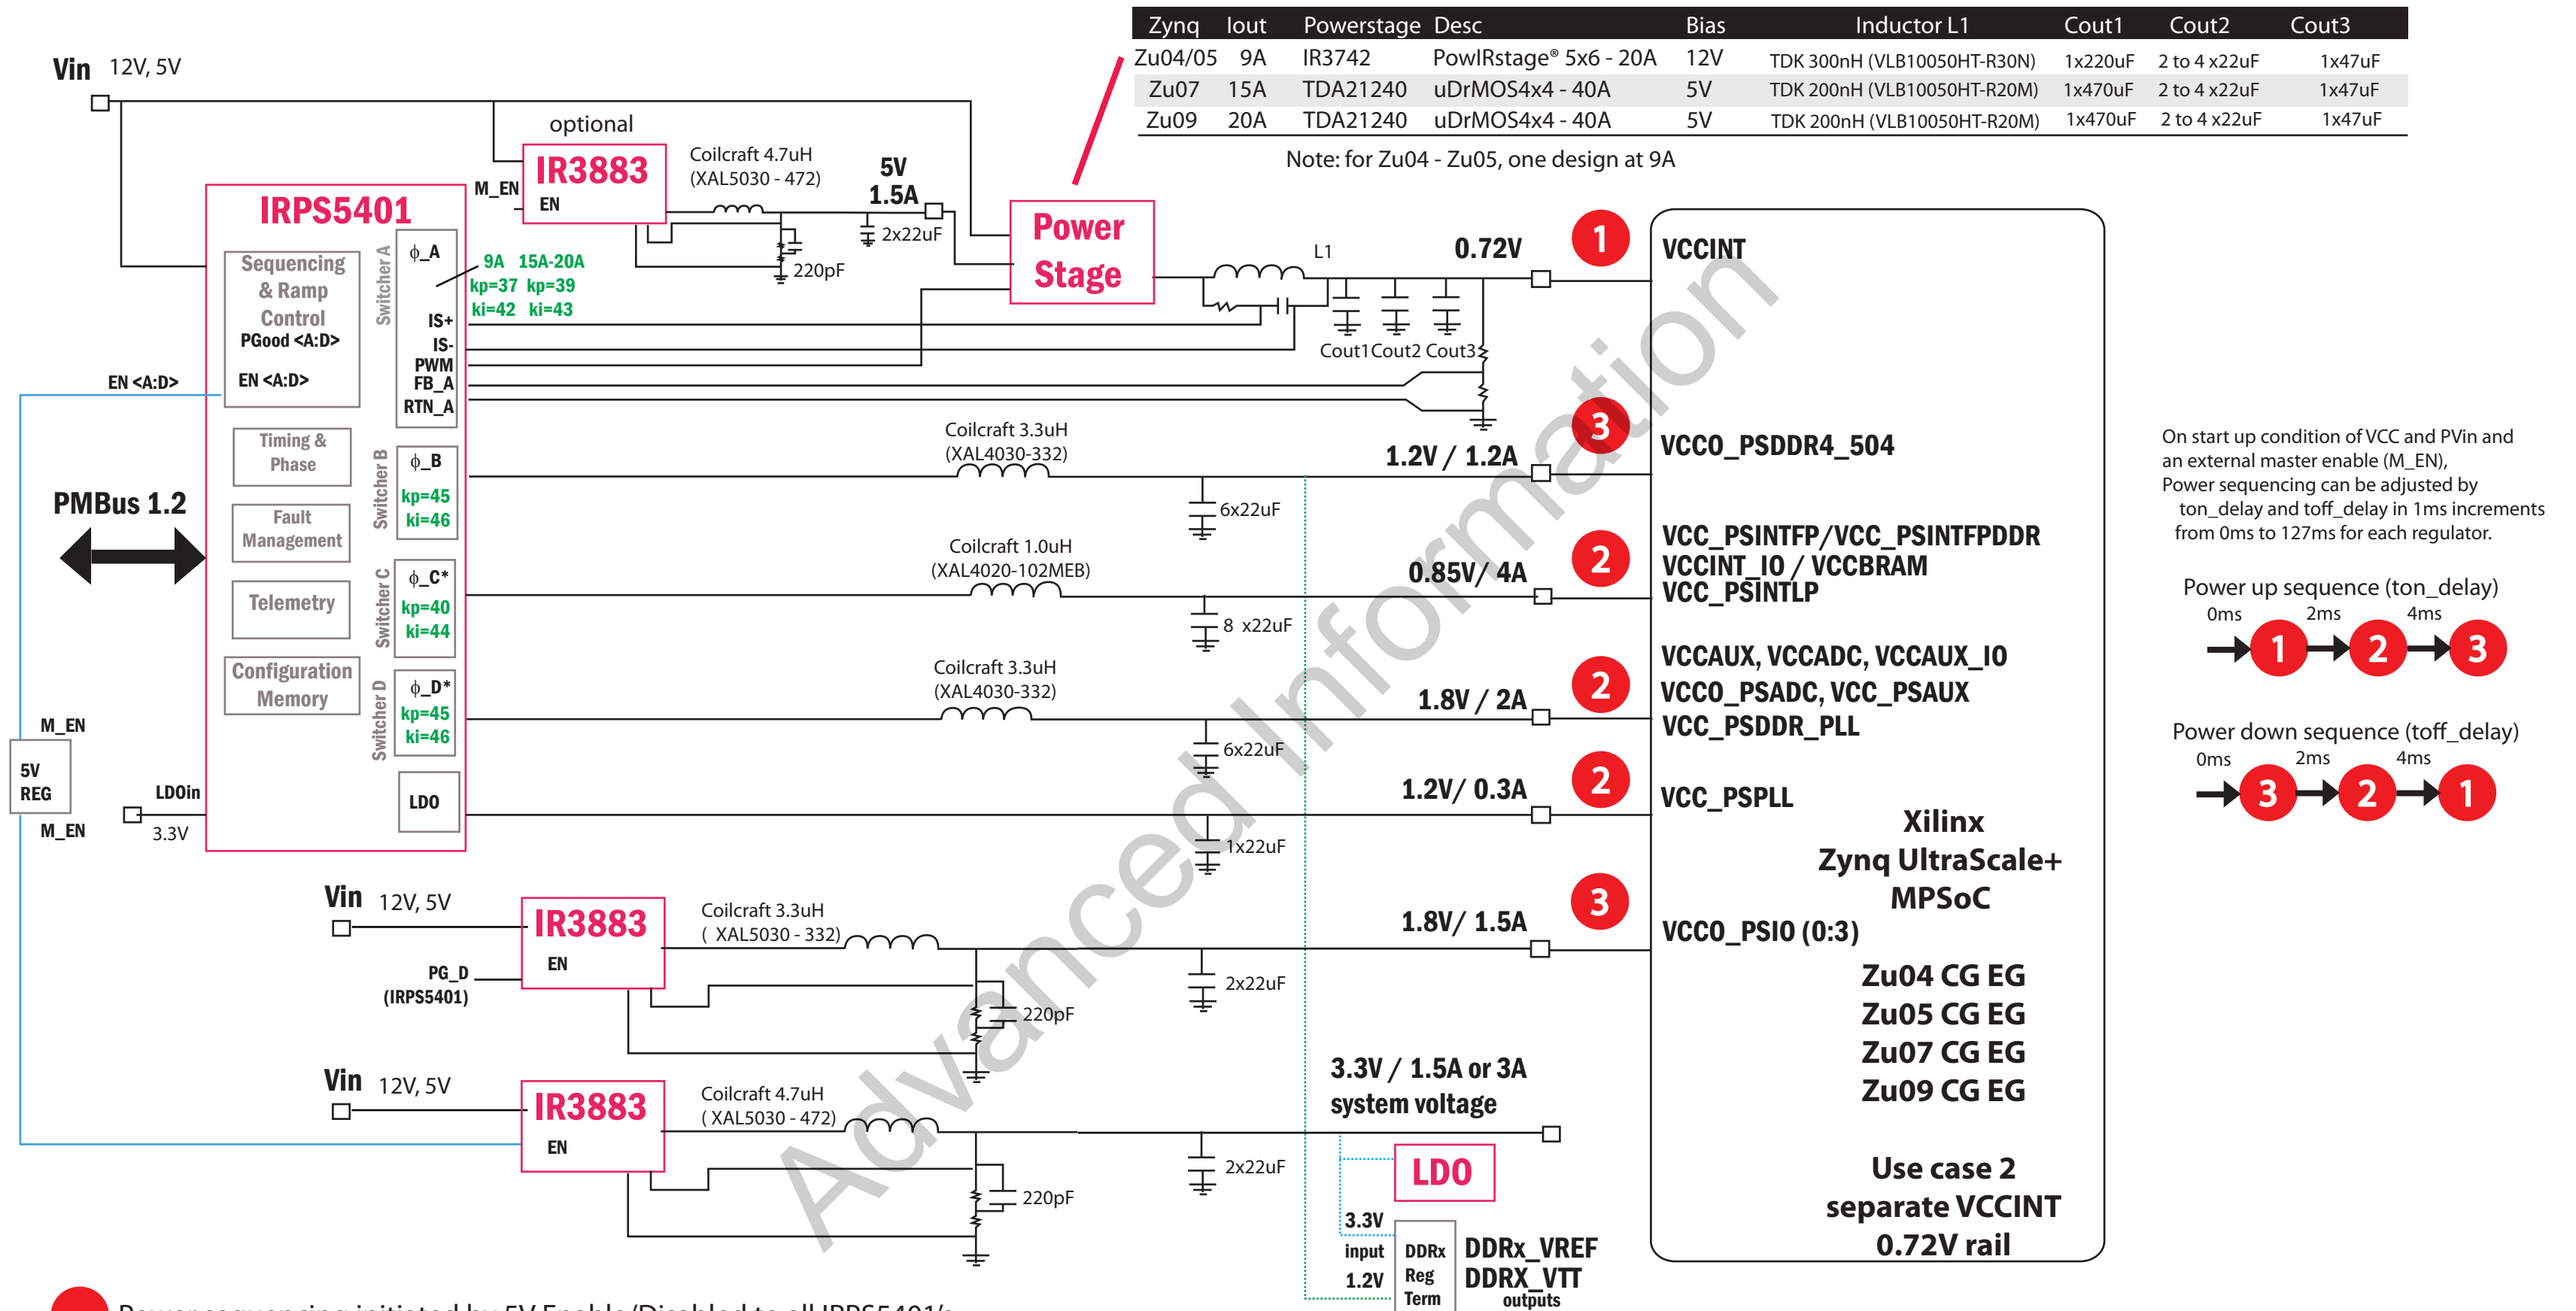 Zynq Iout Powerstage Desc Bias Inductor L1 Cout1 Cout2 Cout3
Zu04/05 9A IR3742 PowIRstage® 5x6 - 20A 12V TDK 300nH (VLB10050HT-R30N) 1x220uF 2 to 4 x22uF 1x47uF
Zu07 15A TDA21240 uDrMOS4x4 - 40A 5V TDK 200nH (VLB10050HT-R20M) 1x470uF 2 to 4 x22uF 1x47uF
Zu09 20A TDA21240 uDrMOS4x4 - 40A 5V TDK 200nH (VLB10050HT-R20M) 1x470uF 2 to 4 x22uF 1x47uF
Note: for Zu04 - Zu05, one design at 9A
Vin 12V, 5V
optional
IR3883
EN
M_EN
Coilcraft 4.7uH
(XAL5030 - 472)
5V
1.5A
2x22uF
220pF
Power
Stage
L1
0.72V
1
VCCINT
Cout1 Cout2 Cout3
IRPS5401
Sequencing
& Ramp
Control
PGood <A:D>
EN <A:D>
EN <A:D>
Switcher A
ϕ_A
9A 15A-20A
kp=37 kp=39
ki=42 ki=43
IS+
IS-
PWM
FB_A
RTN_A
Timing &
Phase
Switcher B
ϕ_B
kp=45
ki=46
Coilcraft 3.3uH
(XAL4030-332)
6x22uF
1.2V / 1.2A
3
VCCO_PSDDR4_504
PMBus 1.2
Fault
Management
Telemetry
Switcher C
ϕ_C*
kp=40
ki=44
Coilcraft 1.0uH
(XAL4020-102MEB)
8 x22uF
0.85V/ 4A
2
VCC_PSINTFP/VCC_PSINTFPDDR
VCCINT_IO / VCCBRAM
VCC_PSINTLP
Configuration
Memory
Switcher D
ϕ_D*
kp=45
ki=46
Coilcraft 3.3uH
(XAL4030-332)
6x22uF
1.8V / 2A
2
VCCAUX, VCCADC, VCCAUX_IO
VCCO_PSADC, VCC_PSAUX
VCC_PSDDR_PLL
M_EN
5V
REG
M_EN
LDOin
3.3V
LDO
1x22uF
1.2V/ 0.3A
2
VCC_PSPLL
Xilinx
Zynq UltraScale+
MPSoC
Vin 12V, 5V
IR3883
EN
PG_D
(IRPS5401)
Coilcraft 3.3uH
( XAL5030 - 332)
220pF
2x22uF
1.8V/ 1.5A
3
VCCO_PSIO (0:3)
Zu04 CG EG
Zu05 CG EG
Zu07 CG EG
Zu09 CG EG
Vin 12V, 5V
IR3883
EN
Coilcraft 4.7uH
( XAL5030 - 472)
220pF
2x22uF
3.3V / 1.5A or 3A
system voltage
LDO
3.3V
input
1.2V
DDRx
Reg
Term
DDRx_VREF
DDRX_VTT
outputs
Use case 2
separate VCCINT
0.72V rail
On start up condition of VCC and PVin and
an external master enable (M_EN),
Power sequencing can be adjusted by
ton_delay and toff_delay in 1ms increments
from 0ms to 127ms for each regulator.
Power up sequence (ton_delay)
0ms 2ms 4ms
1 2 3
Power down sequence (toff_delay)
0ms 2ms 4ms
3 2 1
Advanced Information
Power sequencing initiated by 5V Enable/Disabled to all IRPS5401's